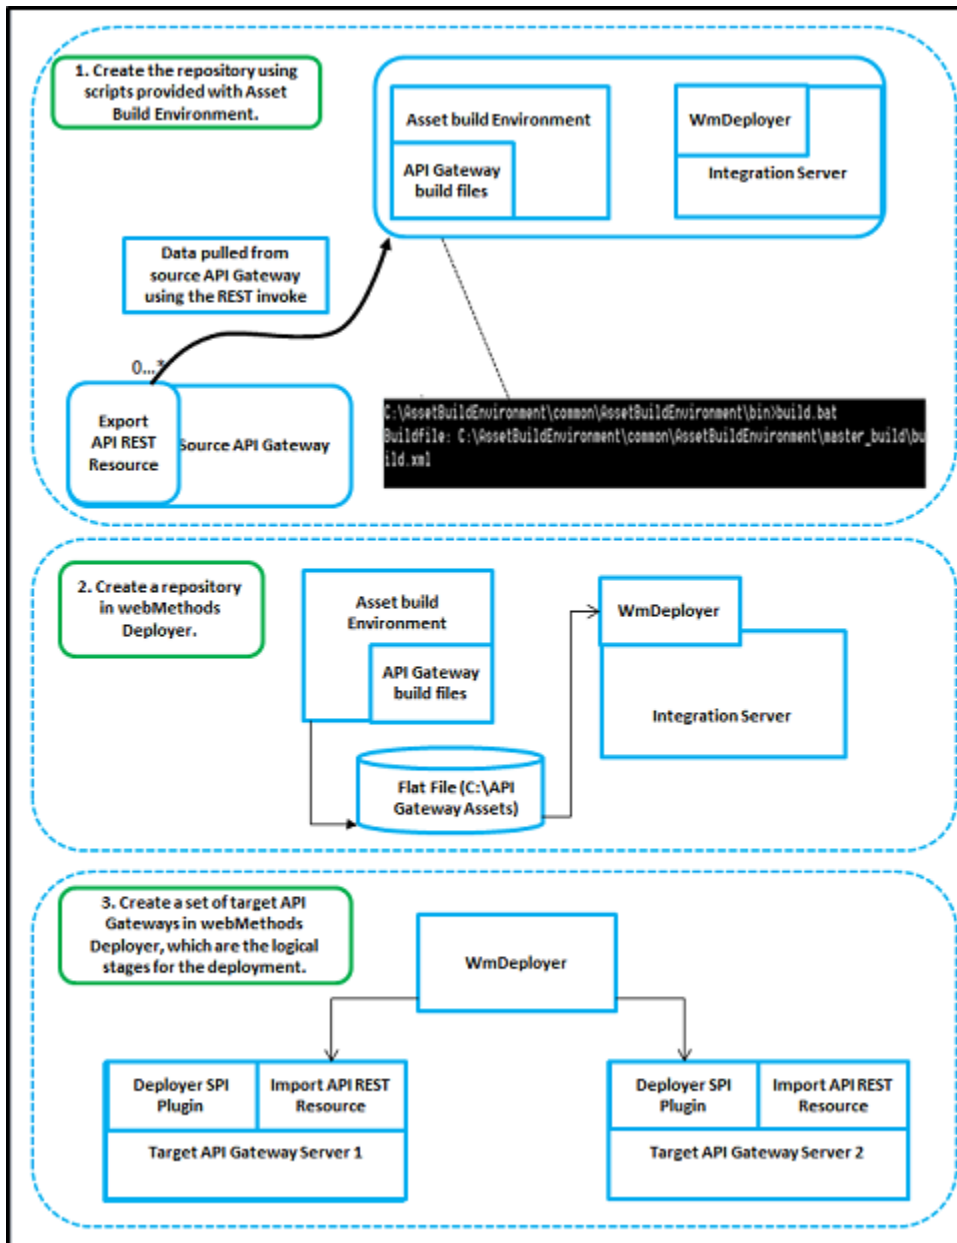 1. Create the repository using
scripts provided with Asset
Build Environment.
Asset build Environment
API Gateway
build files
WmDeployer
Integration Server
Data pulled from
source API Gateway
using the REST invoke
0...*
Export
API REST
Resource
Source API Gateway
C:\AssetBuildEnvironment\common\AssetBuildEnvironment\bin>build.bat
Buildfile: C:\AssetBuildEnvironment\common\AssetBuildEnvironment\master_build\bu
ild.xml
2. Create a repository
in webMethods
Deployer.
Asset build
Environment
API Gateway
build files
WmDeployer
Integration Server
Flat File (C:\API
Gateway Assets)
3. Create a set of target API
Gateways in webMethods
Deployer, which are the logical
stages for the deployment.
WmDeployer
Deployer SPI
Plugin
Import API REST
Resource
Target API Gateway Server 1
Deployer SPI
Plugin
Import API REST
Resource
Target API Gateway Server 2